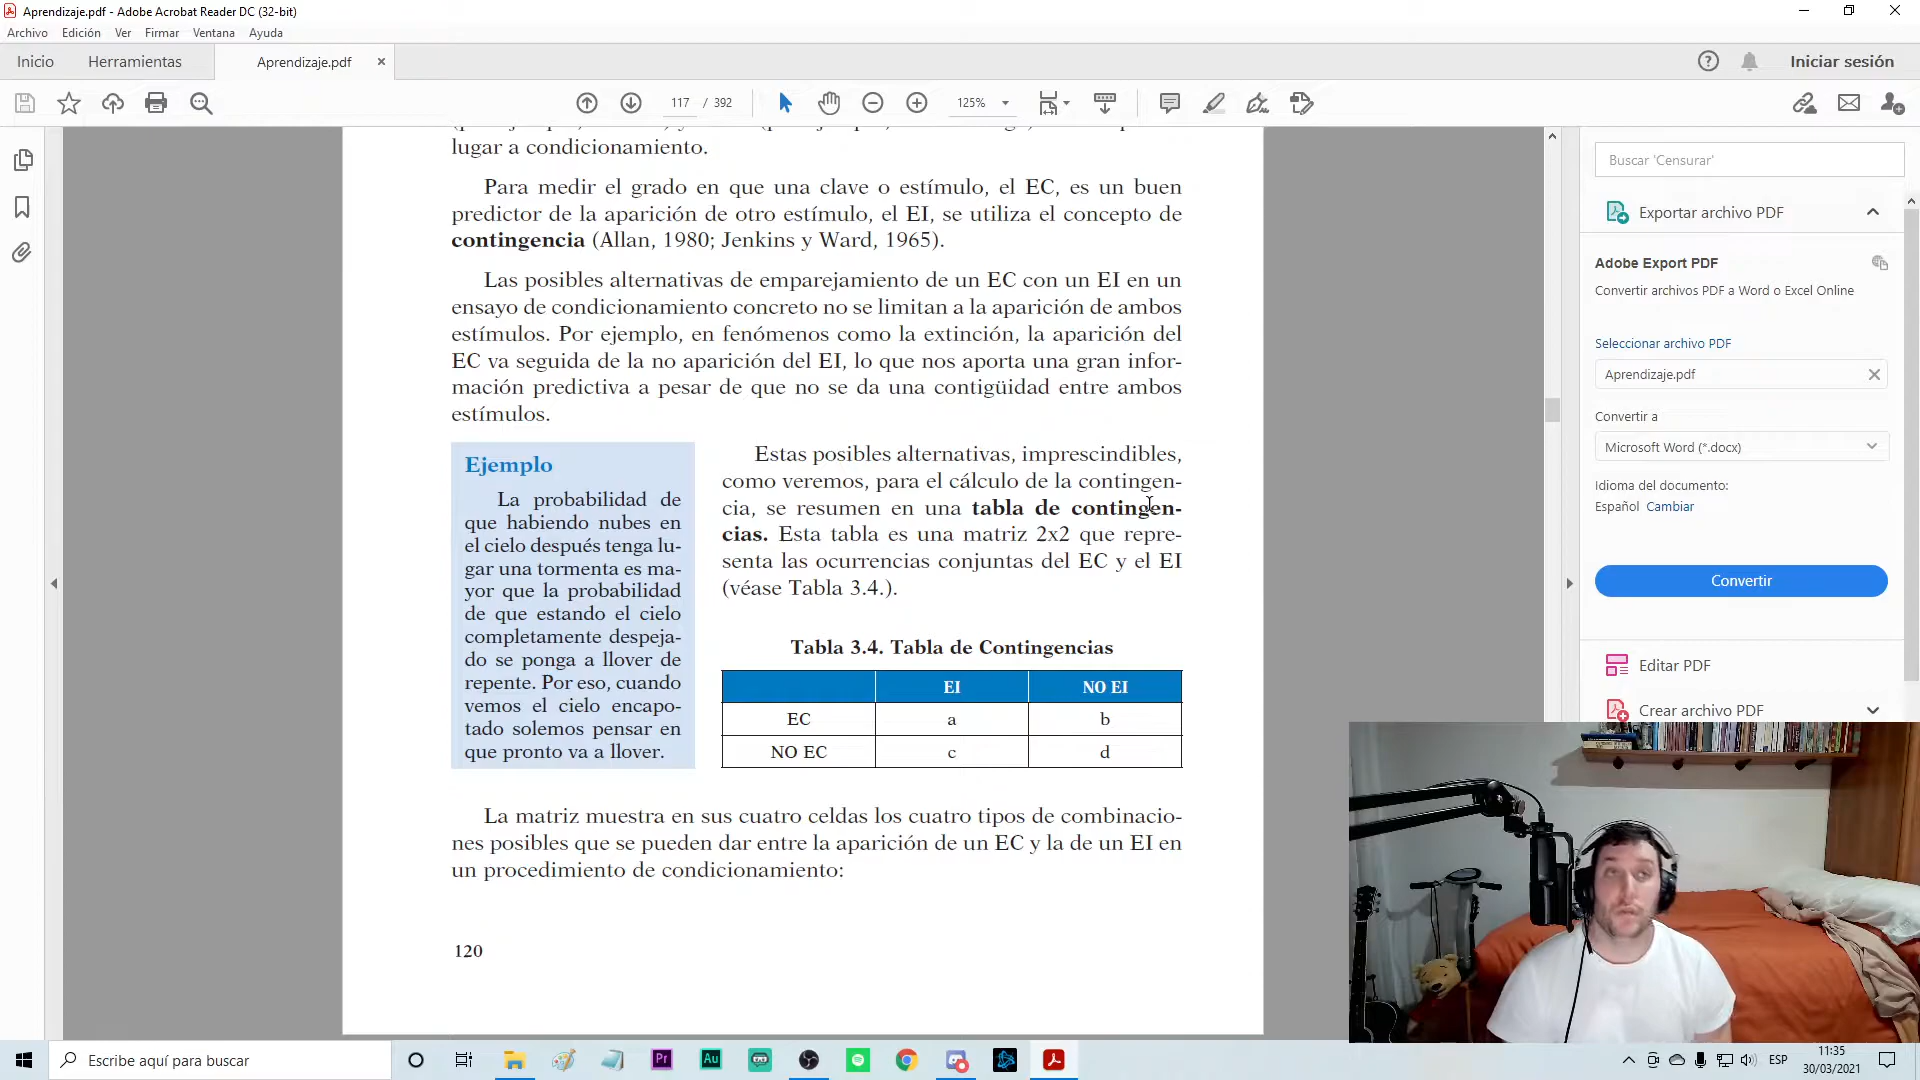 Aprendizaje.pdf - Adobe Acrobat Reader DC (32-bit)
Archivo Edición Ver Firmar Ventana Ayuda
Inicio Herramientas Aprendizaje.pdf Iniciar sesión
117 / 392 125%
lugar a condicionamiento.
Para medir el grado en que una clave o estímulo, el EC, es un buen
predictor de la aparición de otro estímulo, el EI, se utiliza el concepto de
contingencia (Allan, 1980; Jenkins y Ward, 1965).
Las posibles alternativas de emparejamiento de un EC con un EI en un
ensayo de condicionamiento concreto no se limitan a la aparición de ambos
estímulos. Por ejemplo, en fenómenos como la extinción, la aparición del
EC va seguida de la no aparición del EI, lo que nos aporta una gran infor-
mación predictiva a pesar de que no se da una contigüidad entre ambos
estímulos.
Ejemplo
La probabilidad de
que habiendo nubes en
el cielo después tenga lu-
gar una tormenta es ma-
yor que la probabilidad
de que estando el cielo
completamente despeja-
do se ponga a llover de
repente. Por eso, cuando
vemos el cielo encapo-
tado solemos pensar en
que pronto va a llover.
Estas posibles alternativas, imprescindibles,
como veremos, para el cálculo de la contingen-
cia, se resumen en una tabla de contingen-
cias. Esta tabla es una matriz 2x2 que repre-
senta las ocurrencias conjuntas del EC y el EI
(véase Tabla 3.4.).
Tabla 3.4. Tabla de Contingencias
EI NO EI
EC a b
NO EC c d
La matriz muestra en sus cuatro celdas los cuatro tipos de combinacio-
nes posibles que se pueden dar entre la aparición de un EC y la de un EI en
un procedimiento de condicionamiento:
120
Buscar 'Censurar'
Exportar archivo PDF
Adobe Export PDF
Convertir archivos PDF a Word o Excel Online
Seleccionar archivo PDF
Aprendizaje.pdf
Convertir a
Microsoft Word (*.docx)
Idioma del documento:
Español Cambiar
Convertir
Editar PDF
Crear archivo PDF
Escribe aquí para buscar
Pr Au
ESP
11:35
30/03/2021